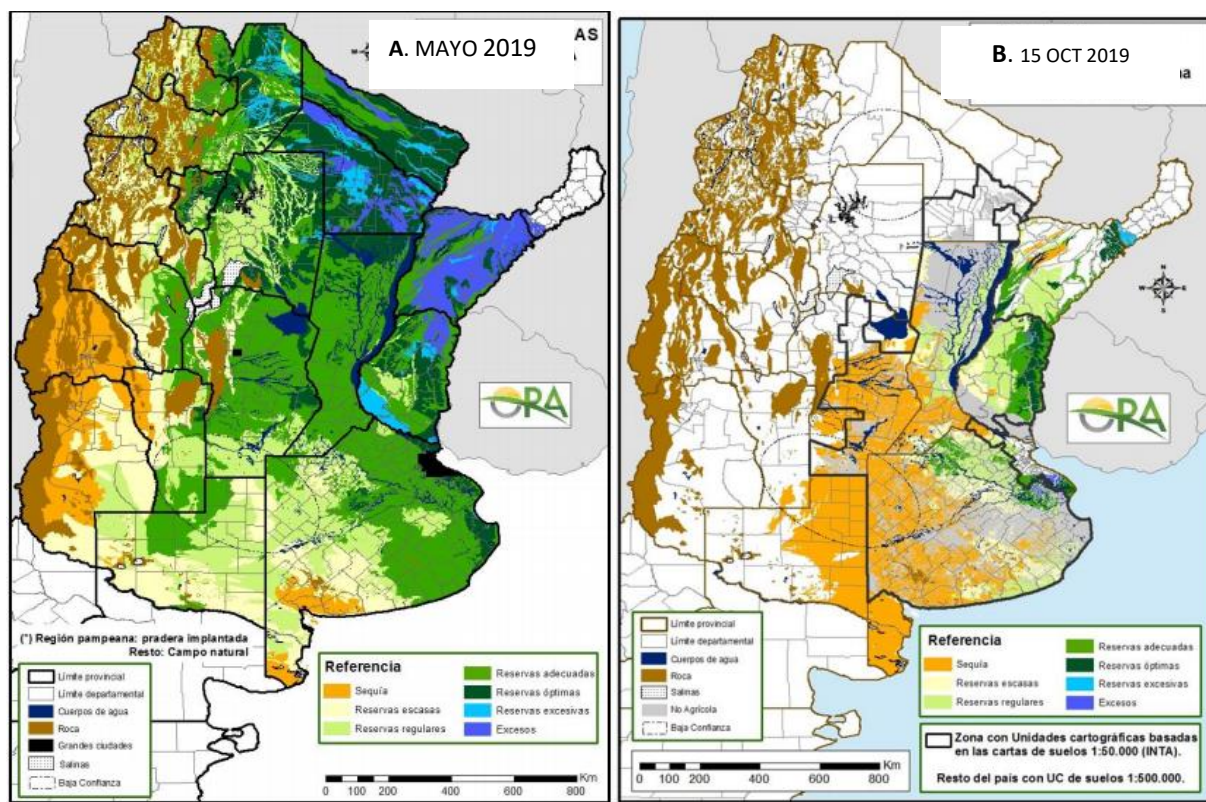 A. MAYO 2019
AS
A
ORA
(*) Región pampeana: pradera implantada
Resto: Campo natural
Límite provincial
Límite departamental
Cuerpos de agua
Roca
Grandes ciudades
Salinas
Baja Confianza
Referencia
Sequía
Reservas escasas
Reservas regulares
Reservas adecuadas
Reservas óptimas
Reservas excesivas
Excesos
Km
0 100 200 400 600 800
B. 15 OCT 2019
na
N
W E
S
ORA
Límite provincial
Límite departamental
Cuerpos de agua
Roca
Salinas
No Agrícola
Baja Confianza
Referencia
Sequía
Reservas escasas
Reservas regulares
Reservas adecuadas
Reservas óptimas
Reservas excesivas
Excesos
Zona con Unidades cartográficas basadas
en las cartas de suelos 1:50.000 (INTA).
Resto del país con UC de suelos 1:500.000.
Km
0 100 200 400 600 800